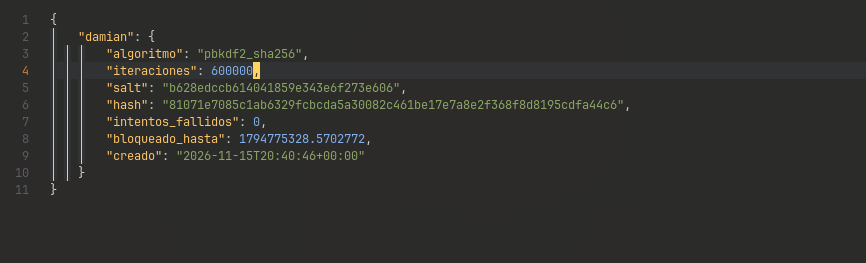 1 {
2 "damian": {
3 "algoritmo": "pbkdf2_sha256",
4 "iteraciones": 600000,
5 "salt": "b628edccb614041859e343e6f273e606",
6 "hash": "81071e7085c1ab6329fcbcda5a30082c461be17e7a8e2f368f8d8195cdfa44c6",
7 "intentos_fallidos": 0,
8 "bloqueado_hasta": 1794775328.5702772,
9 "creado": "2026-11-15T20:40:46+00:00"
10 }
11 }